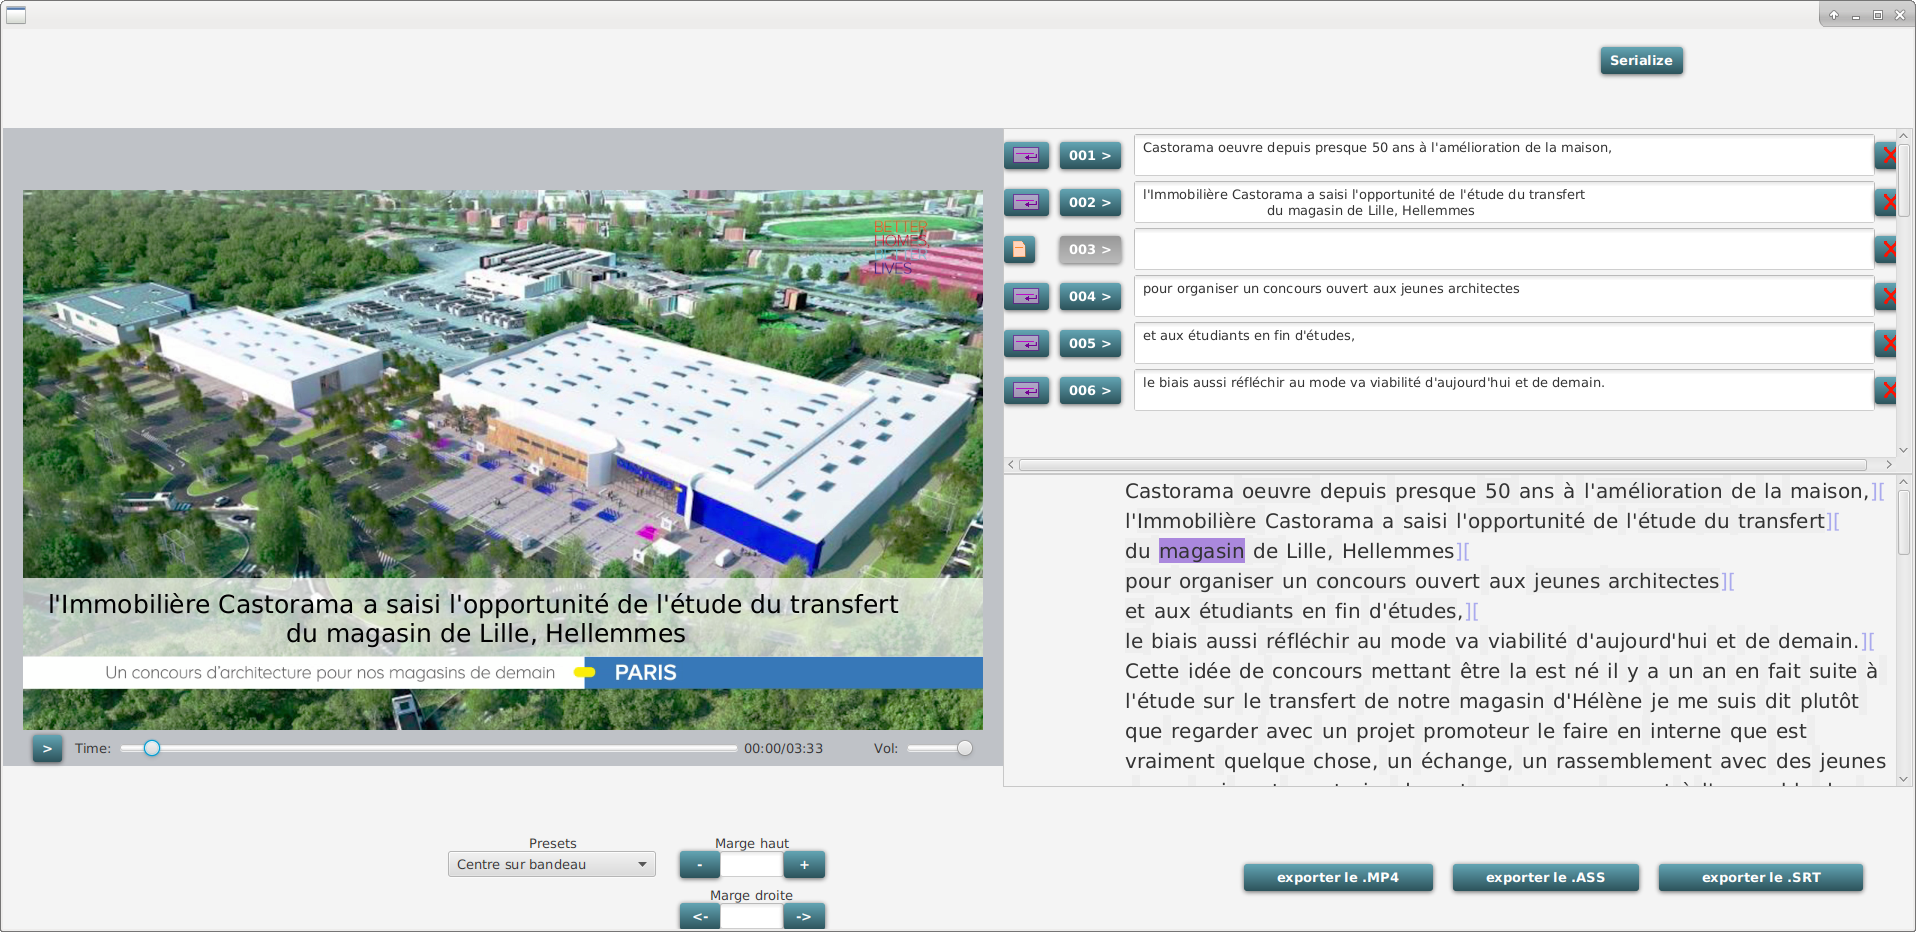 Serialize
001 >
Castorama oeuvre depuis presque 50 ans à l'amélioration de la maison,
002 >
l'Immobilière Castorama a saisi l'opportunité de l'étude du transfert
du magasin de Lille, Hellemmes
003 >
004 >
pour organiser un concours ouvert aux jeunes architectes
005 >
et aux étudiants en fin d'études,
006 >
le biais aussi réfléchir au mode va viabilité d'aujourd'hui et de demain.
BETTER
HOMES,
BETTER
LIVES
l'Immobilière Castorama a saisi l'opportunité de l'étude du transfert
du magasin de Lille, Hellemmes
Un concours d'architecture pour nos magasins de demain PARIS
> Time: 00:00/03:33 Vol:
Castorama oeuvre depuis presque 50 ans à l'amélioration de la maison,][
l'Immobilière Castorama a saisi l'opportunité de l'étude du transfert][
du magasin de Lille, Hellemmes][
pour organiser un concours ouvert aux jeunes architectes][
et aux étudiants en fin d'études,][
le biais aussi réfléchir au mode va viabilité d'aujourd'hui et de demain.][
Cette idée de concours mettant être la est né il y a un an en fait suite à
l'étude sur le transfert de notre magasin d'Hélène je me suis dit plutôt
que regarder avec un projet promoteur le faire en interne que est
vraiment quelque chose, un échange, un rassemblement avec des jeunes
Presets
Centre sur bandeau
Marge haut
- +
Marge droite
<- ->
exporter le .MP4
exporter le .ASS
exporter le .SRT